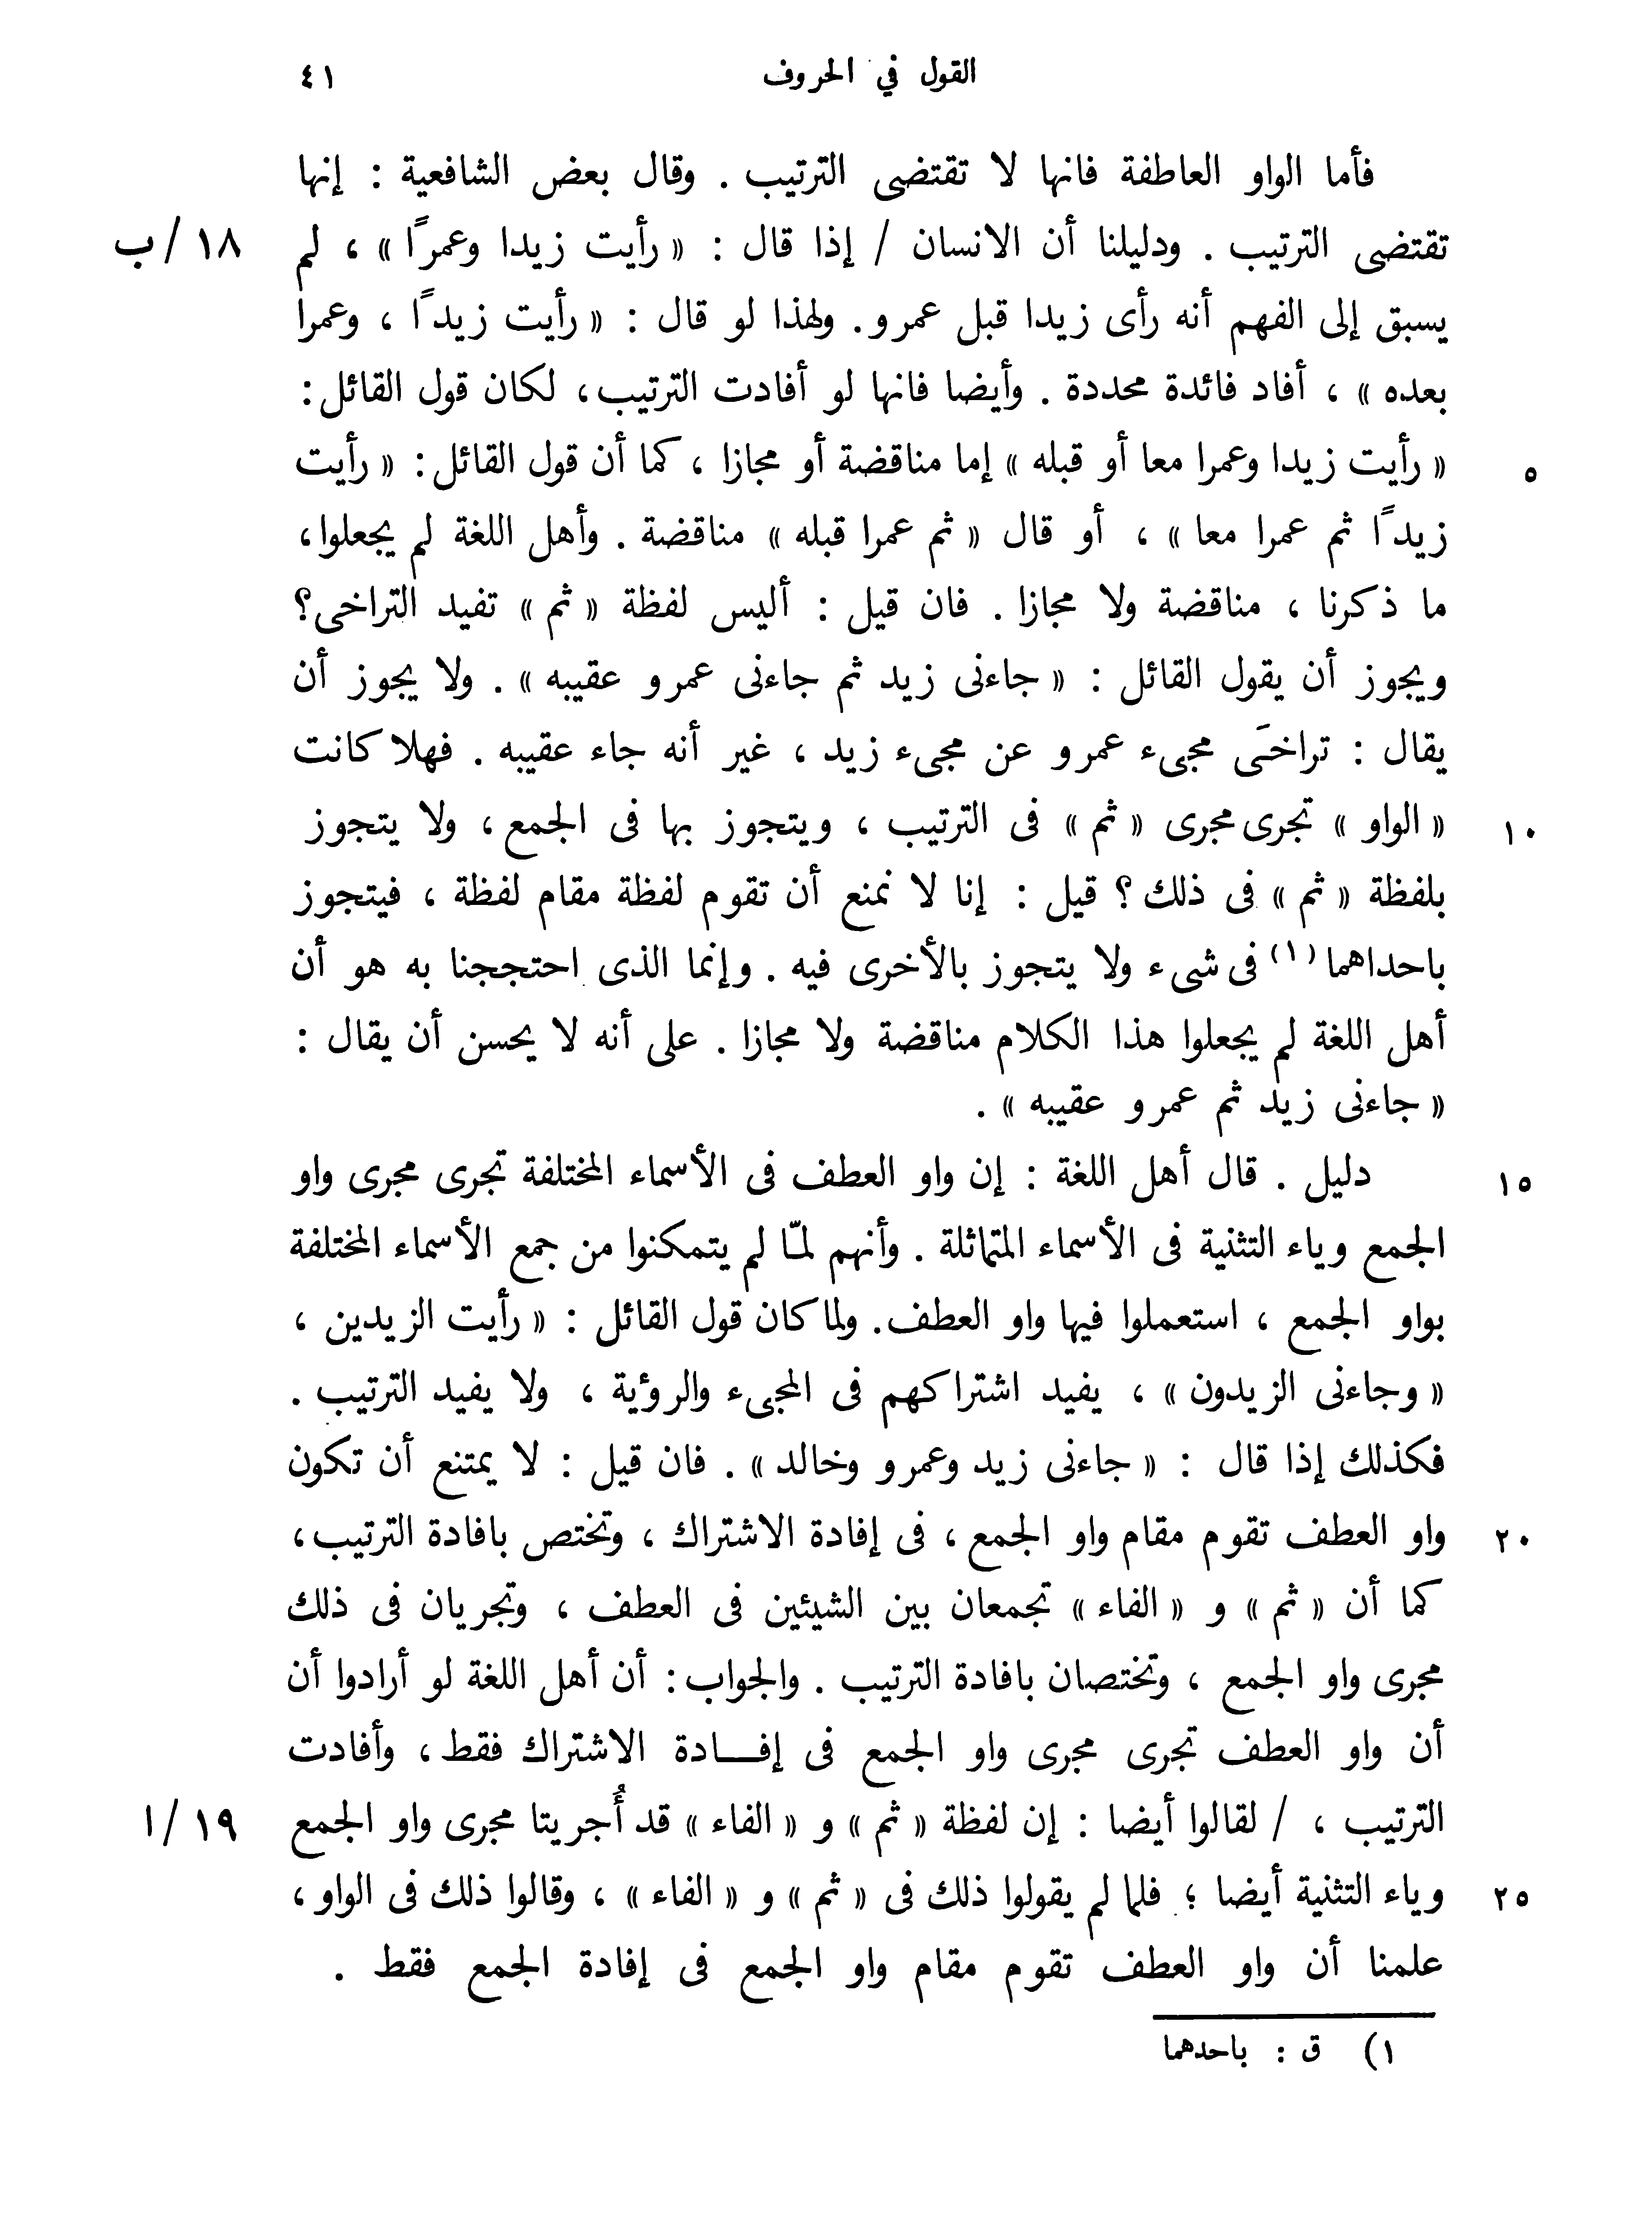 القول في الحروف ٤١
فأما الواو العاطفة فانها لا تقتضى الترتيب . وقال بعض الشافعية : إنها
تقتضى الترتيب . ودليلنا أن الانسان / إذا قال : « رأيت زيدا وعمرًا » ، لم ١٨/ب
يسبق إلى الفهم أنه رأى زيدا قبل عمرو. ولهذا لو قال : « رأيت زيدًا ، وعمرا
بعده » ، أفاد فائدة محددة . وأيضا فانها لو أفادت الترتيب، لكان قول القائل :
« رأيت زيدا وعمرا معا أو قبله » إما مناقضة أو مجازا ، كما أن قول القائل : « رأيت ٥
زيدًا ثم عمرا معا » ، أو قال « ثم عمرا قبله » مناقضة . وأهل اللغة لم يجعلوا،
ما ذكرنا ، مناقضة ولا مجازا . فان قيل : أليس لفظة « ثم » تفيد التراخى؟
ويجوز أن يقول القائل : « جاءنى زيد ثم جاءنى عمرو عقيبه » . ولا يجوز أن
يقال : تراخىَ مجىء عمرو عن مجىء زيد ، غير أنه جاء عقيبه . فهلا كانت
« الواو » تجرى مجرى « ثم » فى الترتيب ، ويتجوز بها فى الجمع ، ولا يتجوز ١٠
بلفظة « ثم » فى ذلك ؟ قيل : إنا لا نمنع أن تقوم لفظة مقام لفظة ، فيتجوز
باحداهما (١) فى شىء ولا يتجوز بالأخرى فيه . وإنما الذى احتججنا به هو أن
أهل اللغة لم يجعلوا هذا الكلام مناقضة ولا مجازا . على أنه لا يحسن أن يقال :
« جاءنى زيد ثم عمرو عقيبه » .
دليل . قال أهل اللغة : إن واو العطف فى الأسماء المختلفة تجرى مجرى واو ١٥
الجمع وياء التثنية فى الأسماء المتماثلة . وأنهم لمّا لم يتمكنوا من جمع الأسماء المختلفة
بواو الجمع ، استعملوا فيها واو العطف. ولما كان قول القائل : « رأيت الزيدين ،
« وجاءنى الزيدون » ، يفيد اشتراكهم فى المجىء والرؤية ، ولا يفيد الترتيب .
فكذلك إذا قال : « جاءنى زيد وعمرو وخالد » . فان قيل : لا يمتنع أن تكون
واو العطف تقوم مقام واو الجمع ، فى إفادة الاشتراك ، وتختص بافادة الترتيب، ٢٠
كما أن « ثم » و « الفاء » تجمعان بين الشيئين فى العطف ، وتجريان فى ذلك
مجرى واو الجمع ، وتختصان بافادة الترتيب . والجواب : أن أهل اللغة لو أرادوا أن
أن واو العطف تجرى مجرى واو الجمع فى إفـــادة الاشتراك فقط ، وأفادت
الترتيب ، / لقالوا أيضا : إن لفظة « ثم » و « الفاء » قد أُجريتا مجرى واو الجمع ١٩/ا
وياء التثنية أيضا ؛ فلما لم يقولوا ذلك فى « ثم » و « الفاء » ، وقالوا ذلك فى الواو ، ٢٥
علمنا أن واو العطف تقوم مقام واو الجمع فى إفادة الجمع فقط .
١) ق : باحدهما